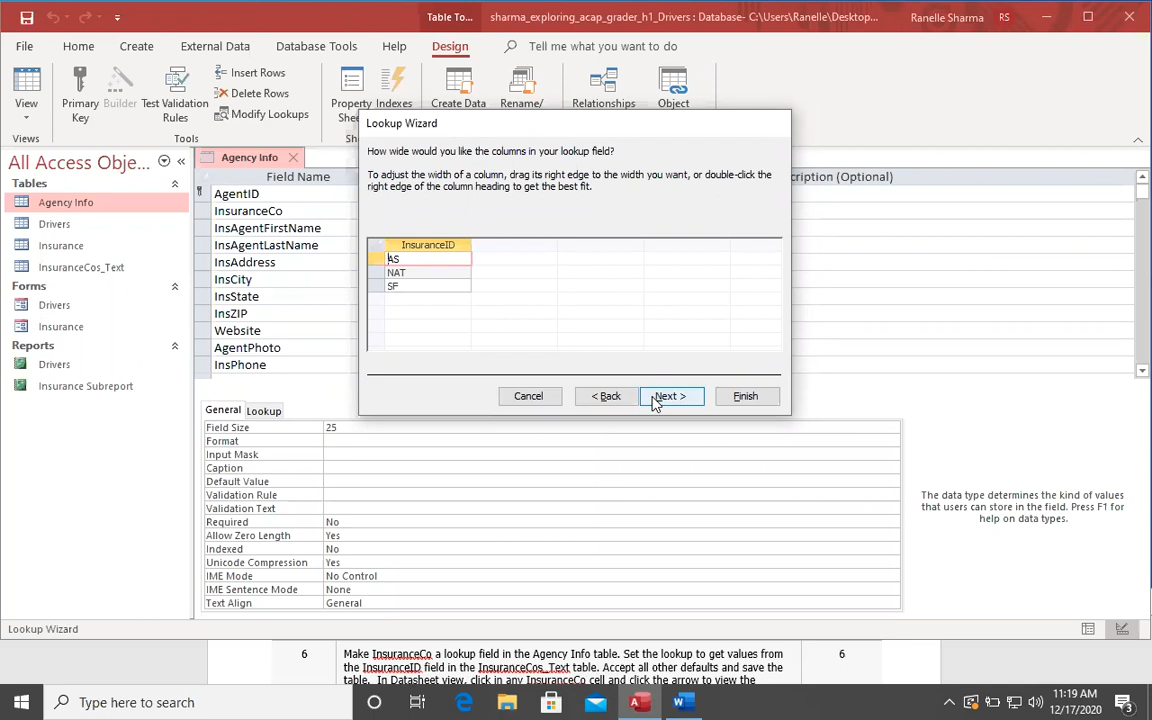 Table To...
sharma_exploring_acap_grader_h1_Drivers : Database- C:\Users\Ranelle\Desktop...
Ranelle Sharma
RS
File
Home
Create
External Data
Database Tools
Help
Design
Tell me what you want to do
View
Primary
Key
Builder
Test Validation
Rules
Insert Rows
Delete Rows
Modify Lookups
Property
Shee
Indexes
Create Data
Rename/
Relationships
Object
Views
Tools
Sh
All Access Obje...
Tables
Agency Info
Drivers
Insurance
InsuranceCos_Text
Forms
Drivers
Insurance
Reports
Drivers
Insurance Subreport
Agency Info
Field Name
scription (Optional)
AgentID
InsuranceCo
InsAgentFirstName
InsAgentLastName
InsAddress
InsCity
InsState
InsZIP
Website
AgentPhoto
InsPhone
Lookup Wizard
How wide would you like the columns in your lookup field?
To adjust the width of a column, drag its right edge to the width you want, or double-click the
right edge of the column heading to get the best fit.
InsuranceID
AS
NAT
SF
Cancel
< Back
Next >
Finish
General
Lookup
Field Size 25
Format
Input Mask
Caption
Default Value
Validation Rule
Validation Text
Required No
Allow Zero Length Yes
Indexed No
Unicode Compression Yes
IME Mode No Control
IME Sentence Mode None
Text Align General
The data type determines the kind of values
that users can store in the field. Press F1 for
help on data types.
Lookup Wizard
6
Make InsuranceCo a lookup field in the Agency Info table. Set the lookup to get values from
the InsuranceID field in the InsuranceCos_Text table. Accept all other defaults and save the
table. In Datasheet view, click in any InsuranceCo cell and click the arrow to view the
6
Type here to search
11:19 AM
12/17/2020
3